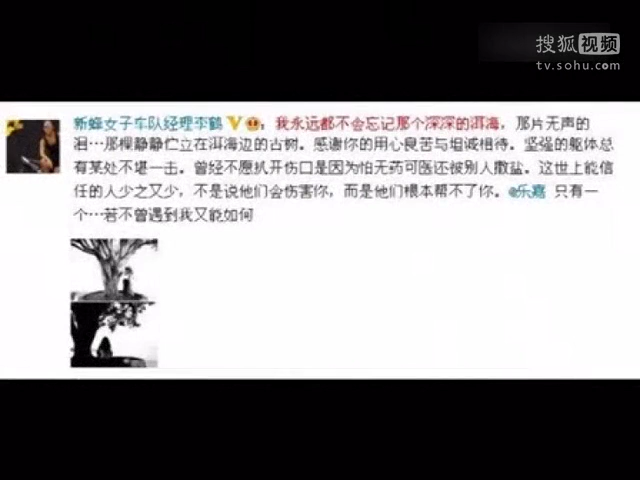 搜狐视频
tv.sohu.com
新蜂女子车队经理李鹤：我永远都不会忘记那个深深的洱海，那片无声的
泪…那棵静静伫立在洱海边的古树。感谢你的用心良苦与坦诚相待。坚强的躯体总
有某处不堪一击。曾经不愿扒开伤口是因为怕无药可医还被别人撒盐。这世上能信
任的人少之又少，不是说他们会伤害你，而是他们根本帮不了你。@乐嘉 只有一
个…若不曾遇到我又能如何